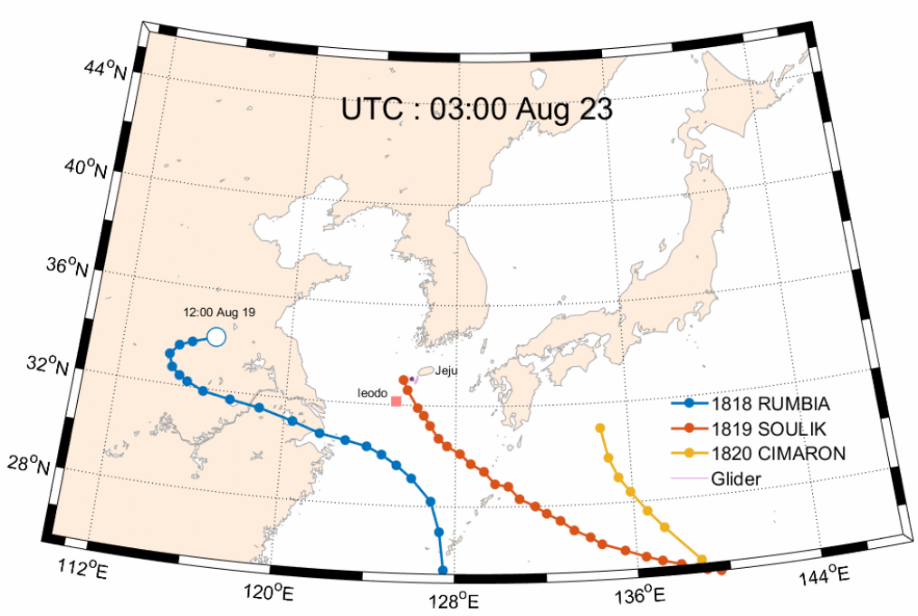 44°N
UTC : 03:00 Aug 23
40°N
36°N
12:00 Aug 19
32°N
Jeju
Ieodo
1818 RUMBIA
1819 SOULIK
1820 CIMARON
Glider
28°N
112°E
120°E
128°E
136°E
144°E